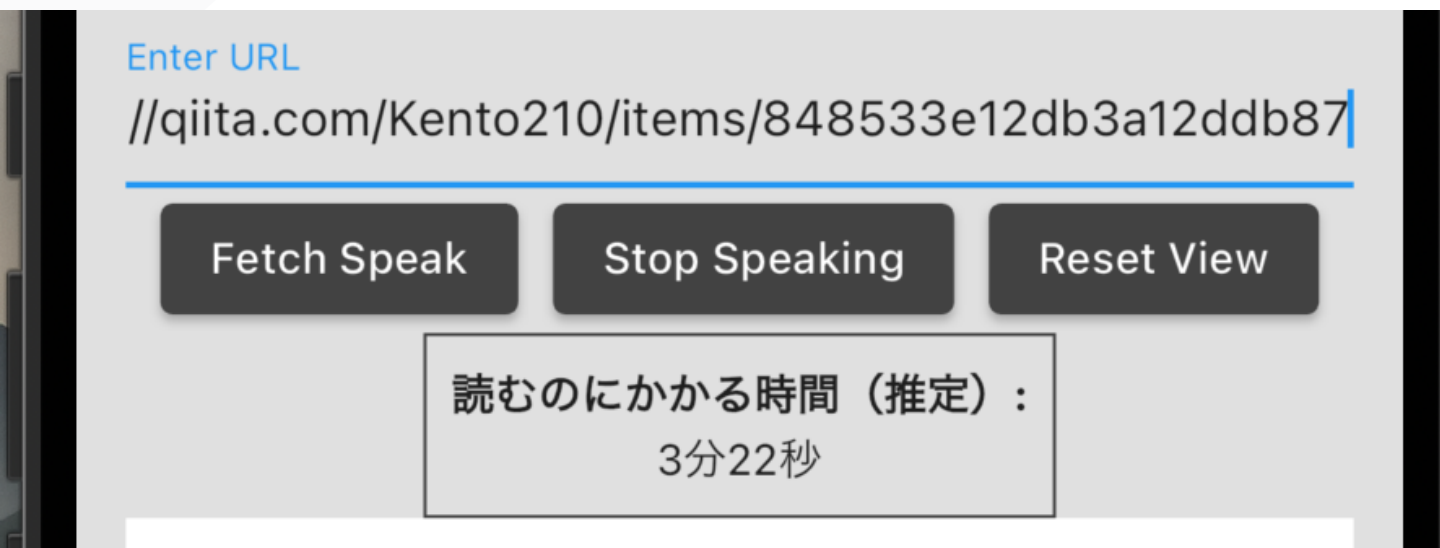 Enter URL
//qiita.com/Kento210/items/848533e12db3a12ddb87
Fetch Speak
Stop Speaking
Reset View
読むのにかかる時間（推定）:
3分22秒